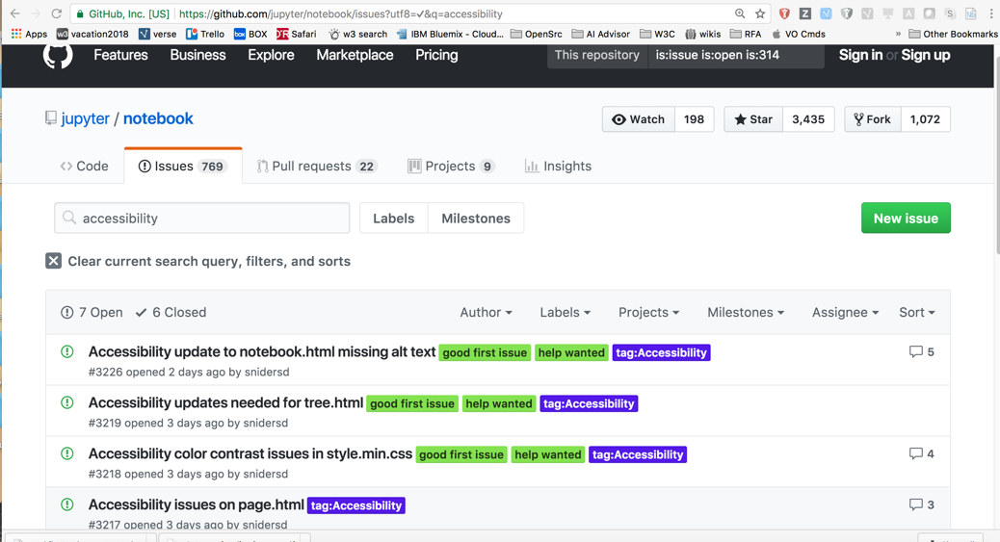 GitHub, Inc. [US] https://github.com/jupyter/notebook/issues?utf8=✓&q=accessibility
Apps vacation2018 verse Trello BOX Safari w3 search IBM Bluemix - Cloud... OpenSrc AI Advisor W3C wikis RFA VO Cmds » Other Bookmarks
Features Business Explore Marketplace Pricing This repository is:issue is:open is:314 Sign in or Sign up
jupyter / notebook Watch 198 Star 3,435 Fork 1,072
Code Issues 769 Pull requests 22 Projects 9 Insights
accessibility Labels Milestones New issue
Clear current search query, filters, and sorts
7 Open 6 Closed Author Labels Projects Milestones Assignee Sort
Accessibility update to notebook.html missing alt text good first issue help wanted tag:Accessibility 5
#3226 opened 2 days ago by snidersd
Accessibility updates needed for tree.html good first issue help wanted tag:Accessibility
#3219 opened 3 days ago by snidersd
Accessibility color contrast issues in style.min.css good first issue help wanted tag:Accessibility 4
#3218 opened 3 days ago by snidersd
Accessibility issues on page.html tag:Accessibility 3
#3217 opened 3 days ago by snidersd